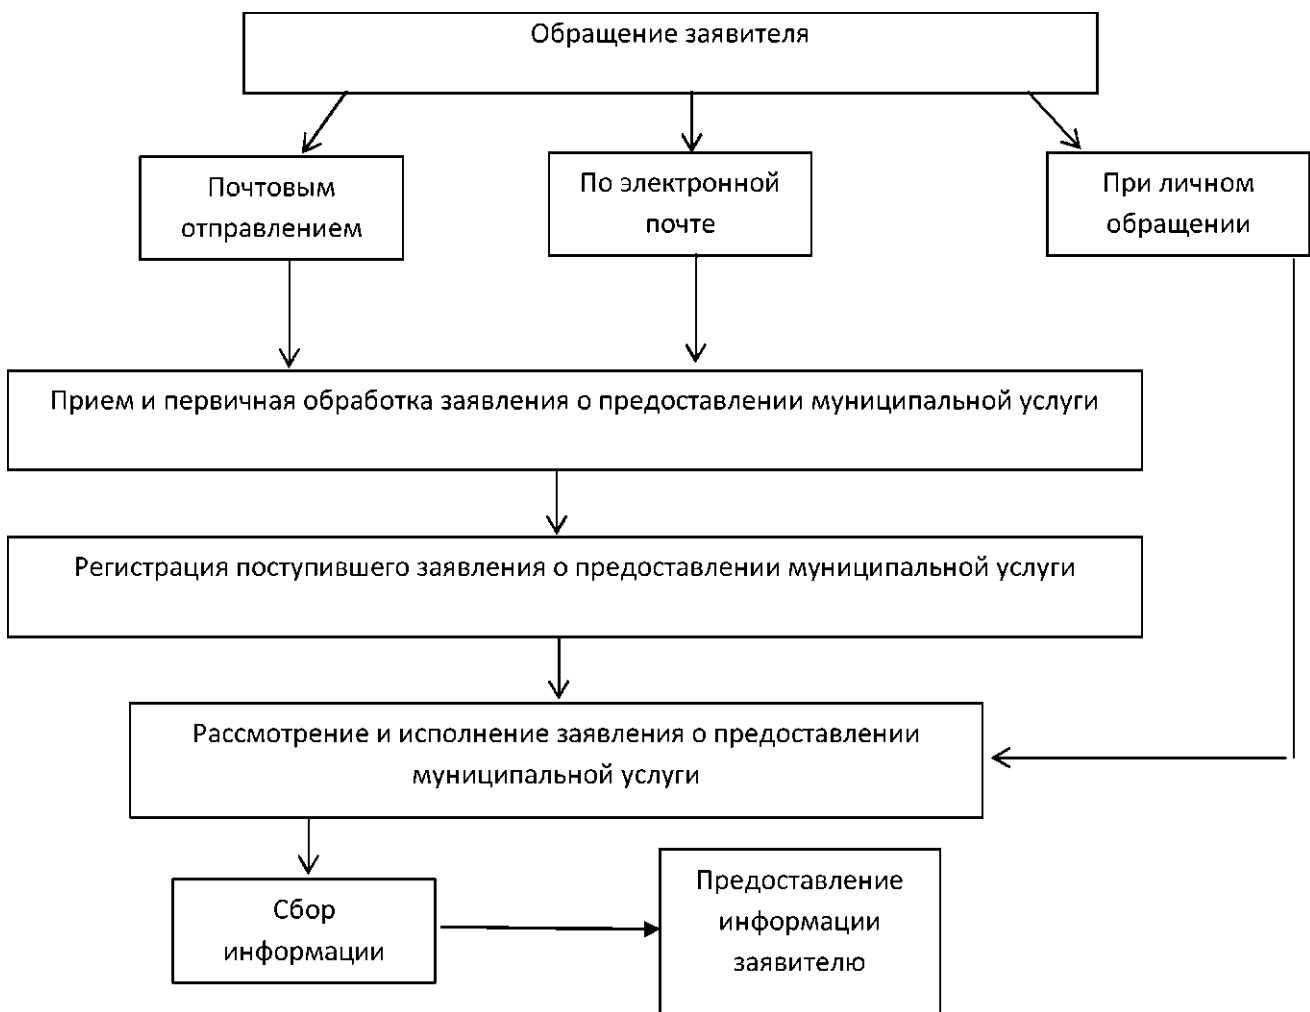 Обращение заявителя
Почтовым
отправлением
По электронной
почте
При личном
обращении
Прием и первичная обработка заявления о предоставлении муниципальной услуги
Регистрация поступившего заявления о предоставлении муниципальной услуги
Рассмотрение и исполнение заявления о предоставлении
муниципальной услуги
Сбор
информации
Предоставление
информации
заявителю